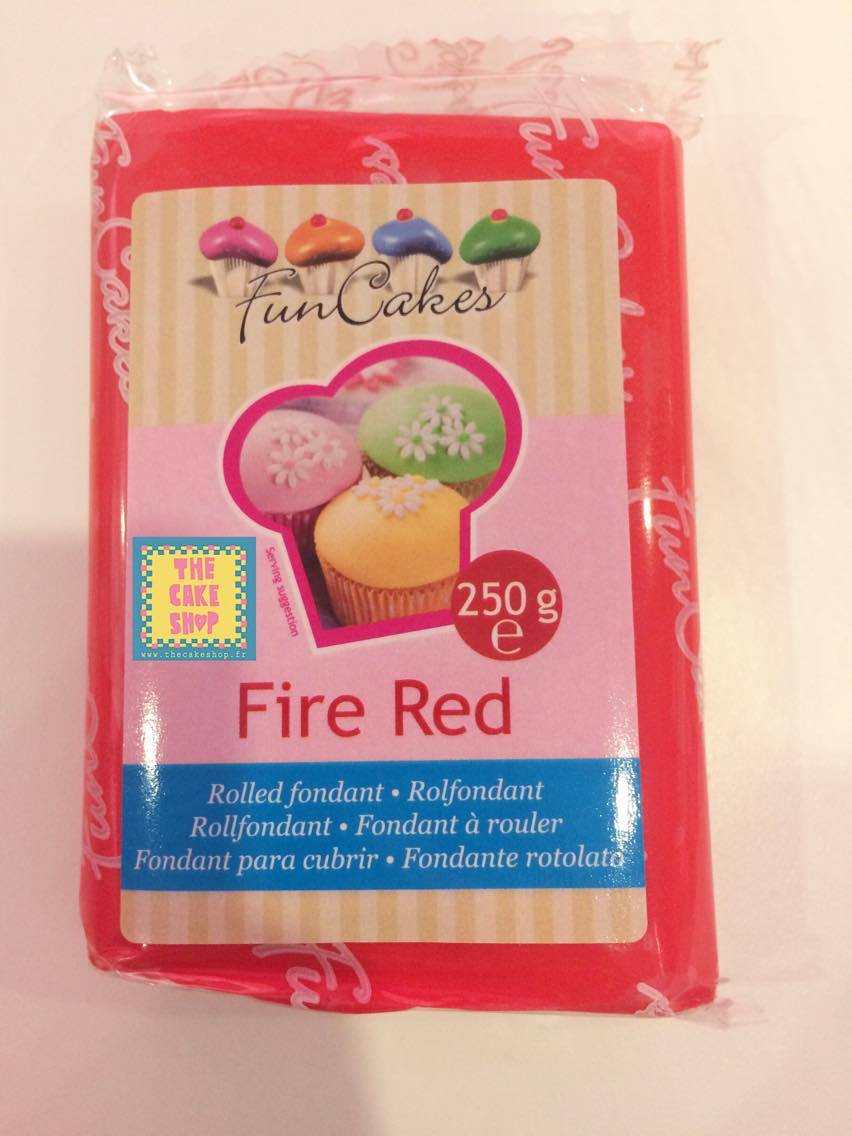 FunCakes
Serving suggestion
250 g
e
THE
CAKE
SHOP
www.thecakeshop.fr
Fire Red
Rolled fondant • Rolfondant
Rollfondant • Fondant à rouler
Fondant para cubrir • Fondante rotolato